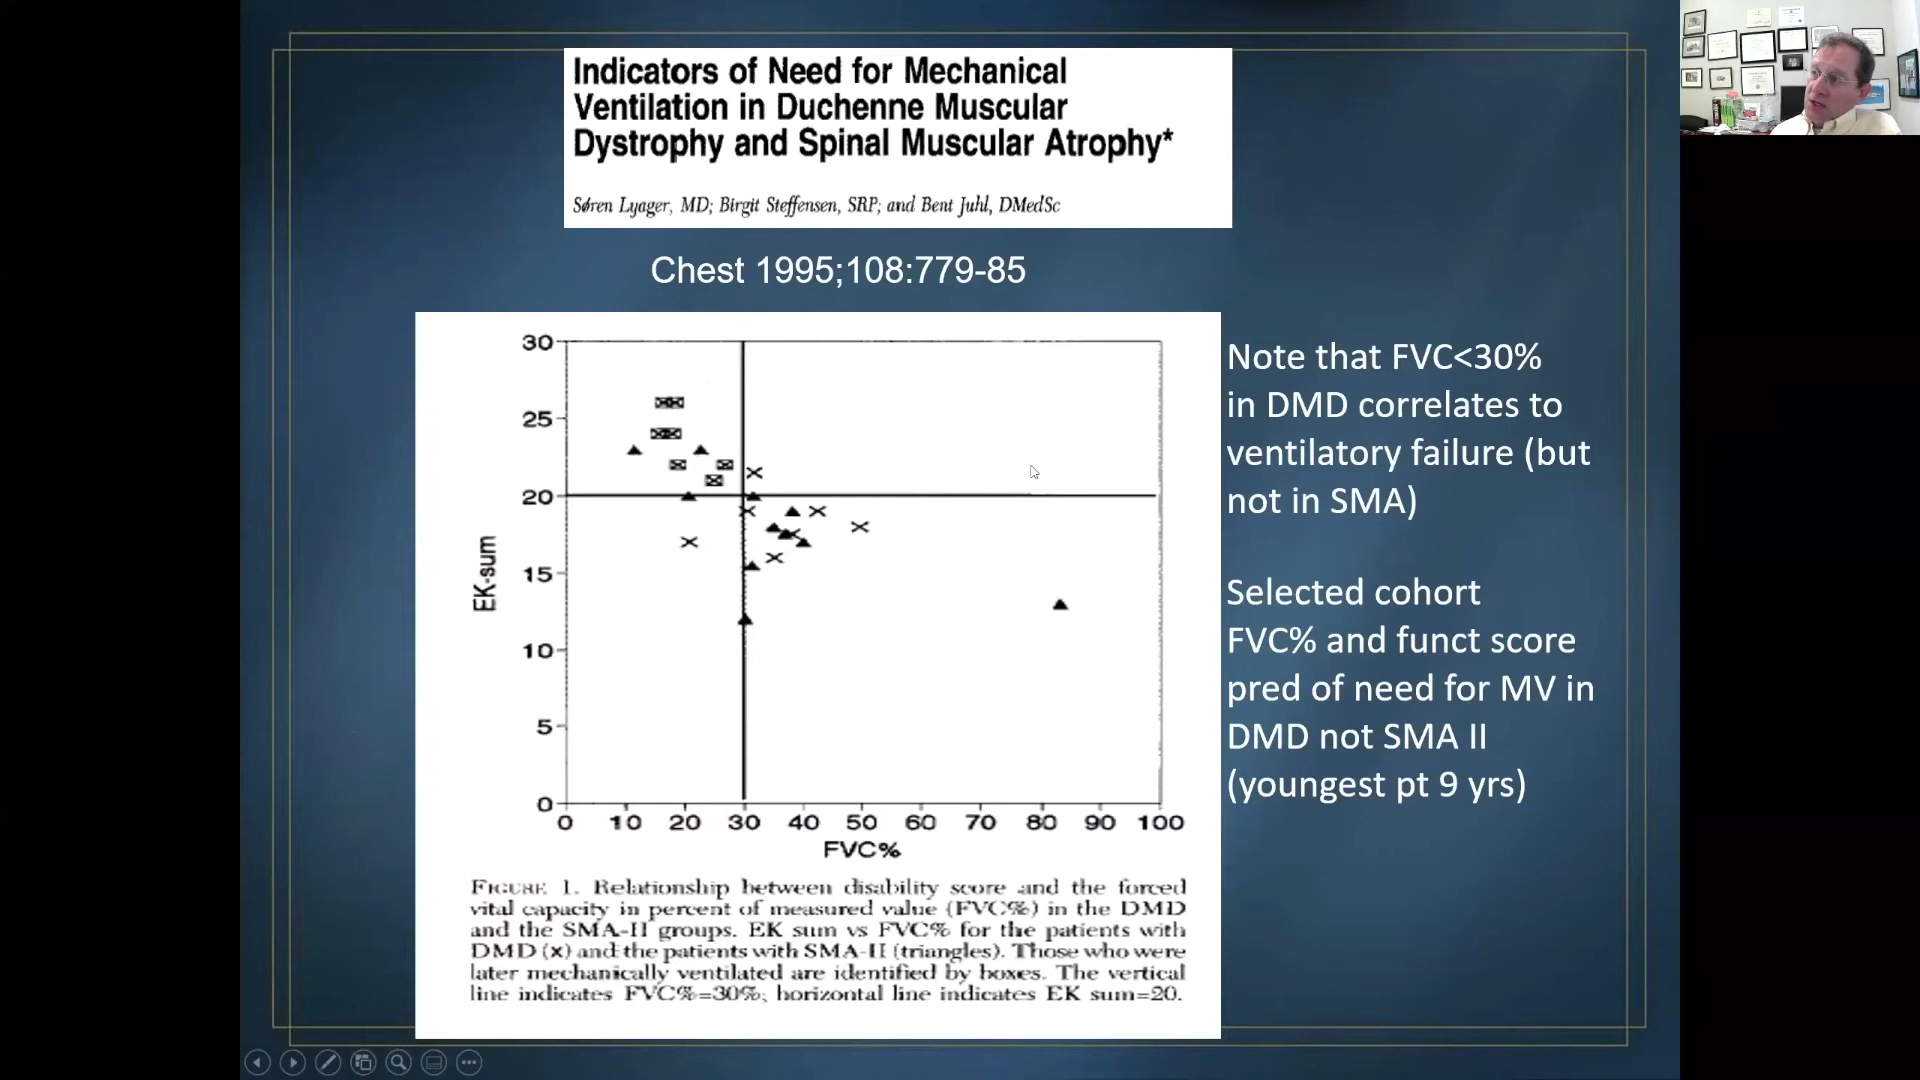 Indicators of Need for Mechanical
Ventilation in Duchenne Muscular
Dystrophy and Spinal Muscular Atrophy*
Søren Lyager, MD; Birgit Steffensen, SRP; and Bent Juhl, DMedSc
Chest 1995;108:779-85
30
25
20
15
10
5
0
EK-sum
0 10 20 30 40 50 60 70 80 90 100
FVC%
FIGURE 1. Relationship between disability score and the forced
vital capacity in percent of measured value (FVC%) in the DMD
and the SMA-II groups. EK sum vs FVC% for the patients with
DMD (x) and the patients with SMA-II (triangles). Those who were
later mechanically ventilated are identified by boxes. The vertical
line indicates FVC%=30%; horizontal line indicates EK sum=20.
Note that FVC<30%
in DMD correlates to
ventilatory failure (but
not in SMA)
Selected cohort
FVC% and funct score
pred of need for MV in
DMD not SMA II
(youngest pt 9 yrs)